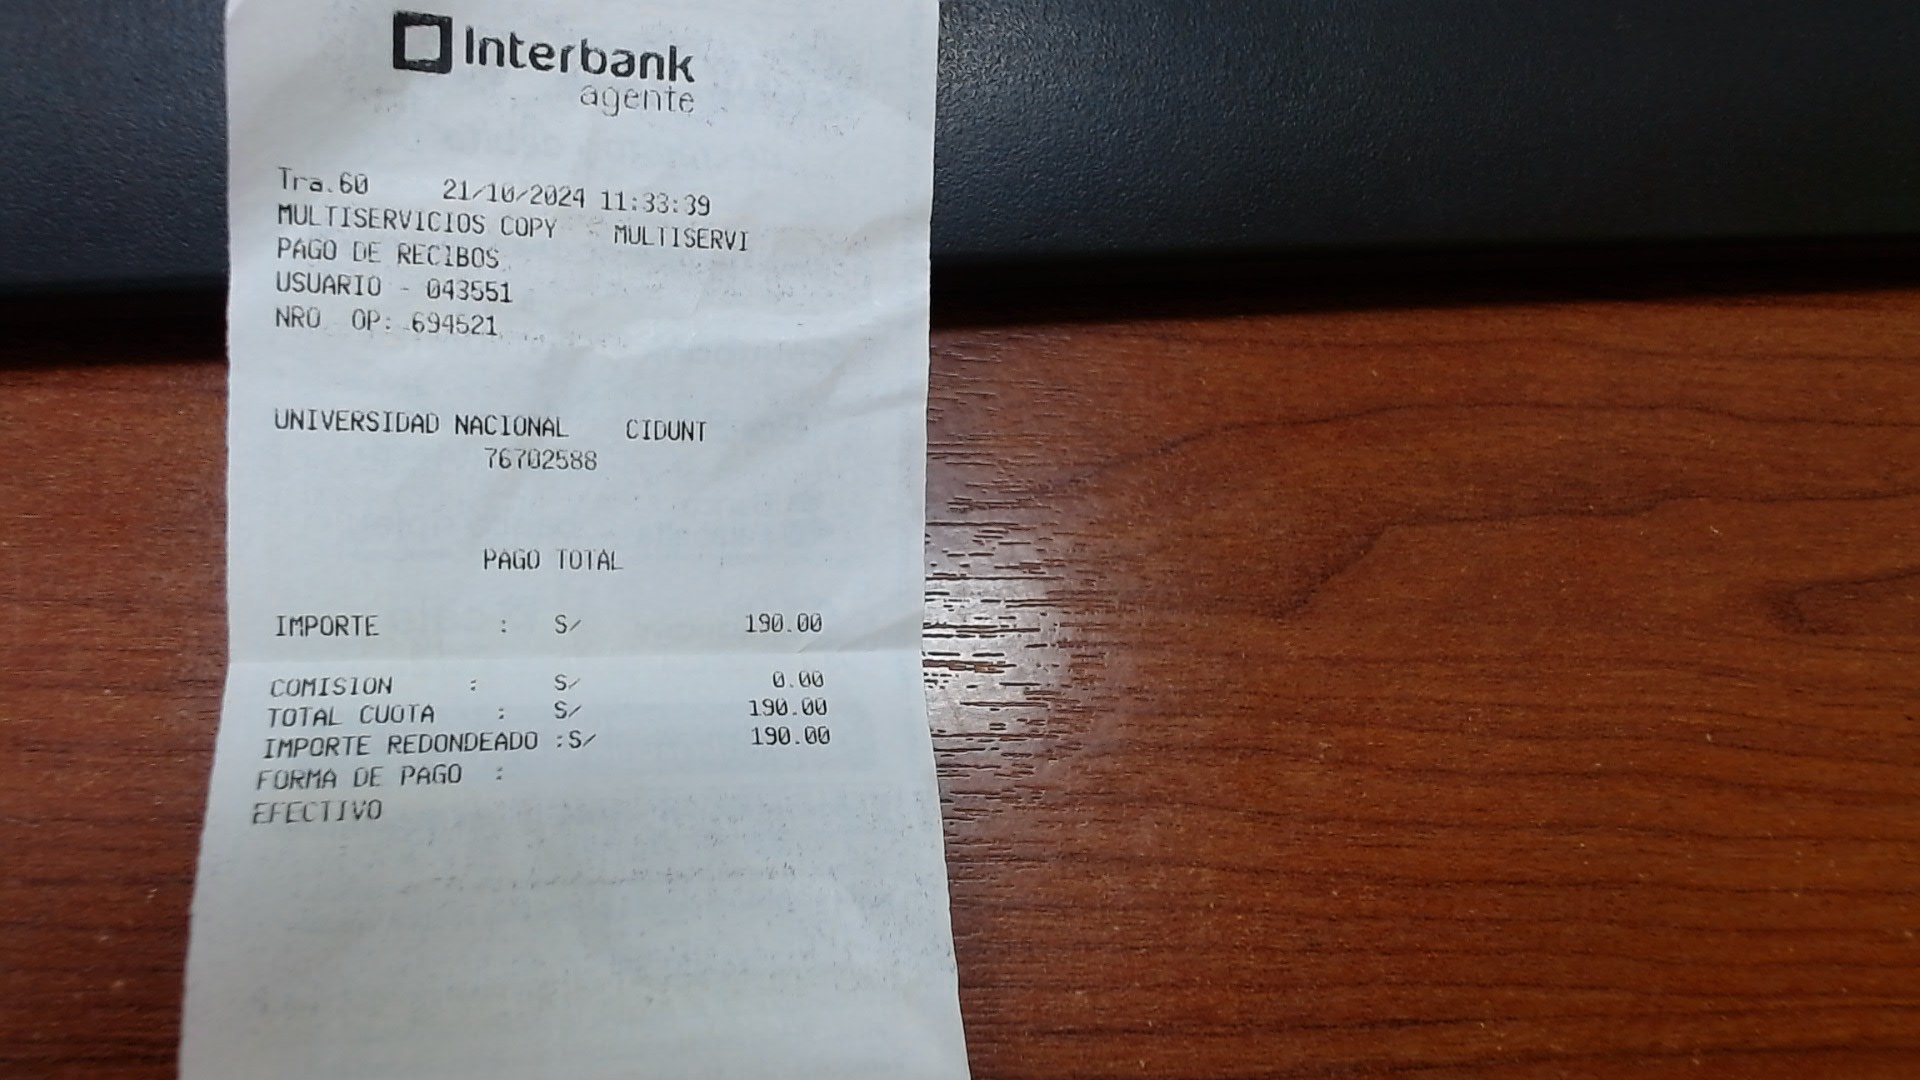 Interbank
agente
Tra.60 21/10/2024 11:33:39
MULTISERVICIOS COPY MULTISERVI
PAGO DE RECIBOS
USUARIO - 043551
NRO OP: 694521
UNIVERSIDAD NACIONAL CIDUNT
76702588
PAGO TOTAL
IMPORTE : S/ 190.00
COMISION : S/ 0.00
TOTAL CUOTA : S/ 190.00
IMPORTE REDONDEADO :S/ 190.00
FORMA DE PAGO :
EFECTIVO